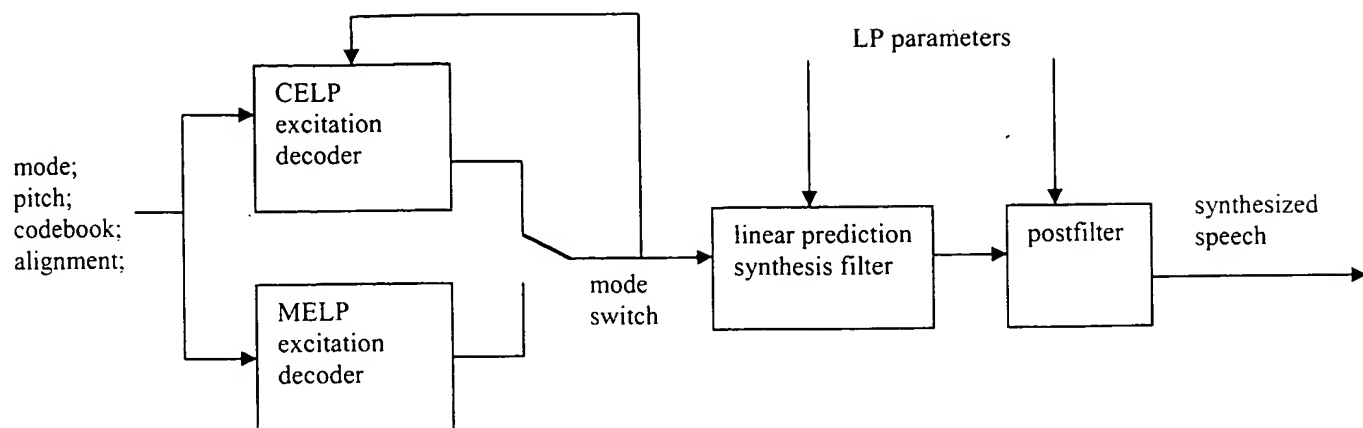 LP parameters
CELP
excitation
decoder
mode;
pitch;
codebook;
alignment;
mode
switch
linear prediction
synthesis filter
postfilter
synthesized
speech
MELP
excitation
decoder